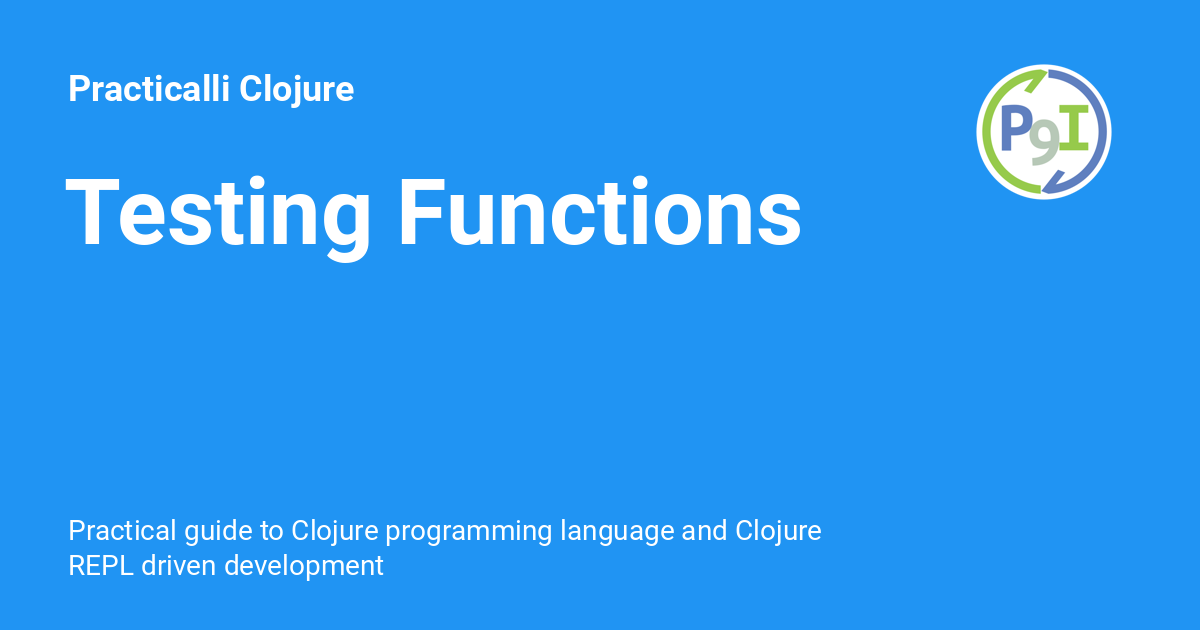 Practicalli Clojure
P9I
Testing Functions
Practical guide to Clojure programming language and Clojure
REPL driven development